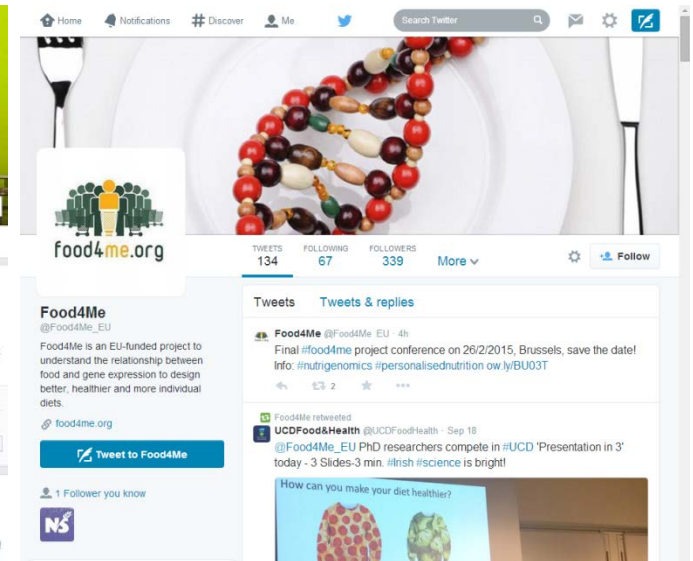 Home Notifications Discover Me Search Twitter
food4me.org
TWEETS FOLLOWING FOLLOWERS
134 67 339 More
Follow
Food4Me
@Food4Me_EU
Food4Me is an EU-funded project to
understand the relationship between
food and gene expression to design
better, healthier and more individual
diets.
food4me.org
Tweet to Food4Me
1 Follower you know
NS
Tweets Tweets & replies
Food4Me @Food4Me_EU · 4h
Final #food4me project conference on 26/2/2015, Brussels, save the date!
Info: #nutrigenomics #personalisednutrition ow.ly/BU03T
2
Food4Me retweeted
UCDFood&Health @UCDFoodHealth · Sep 18
@Food4Me_EU PhD researchers compete in #UCD 'Presentation in 3'
today - 3 Slides-3 min. #Irish #science is bright!
How can you make your diet healthier?